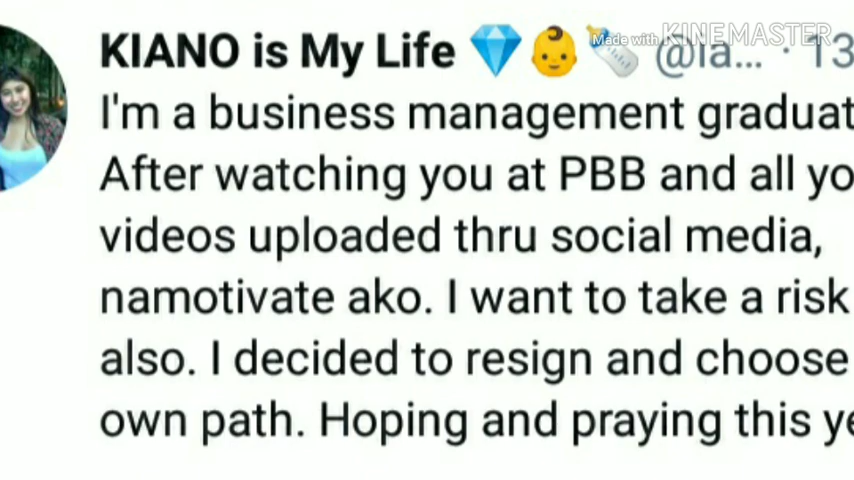 KIANO is My Life 💎👶🍼 @la... · 13
Made with KINEMASTER
I'm a business management graduat
After watching you at PBB and all yo
videos uploaded thru social media,
namotivate ako. I want to take a risk
also. I decided to resign and choose
own path. Hoping and praying this ye